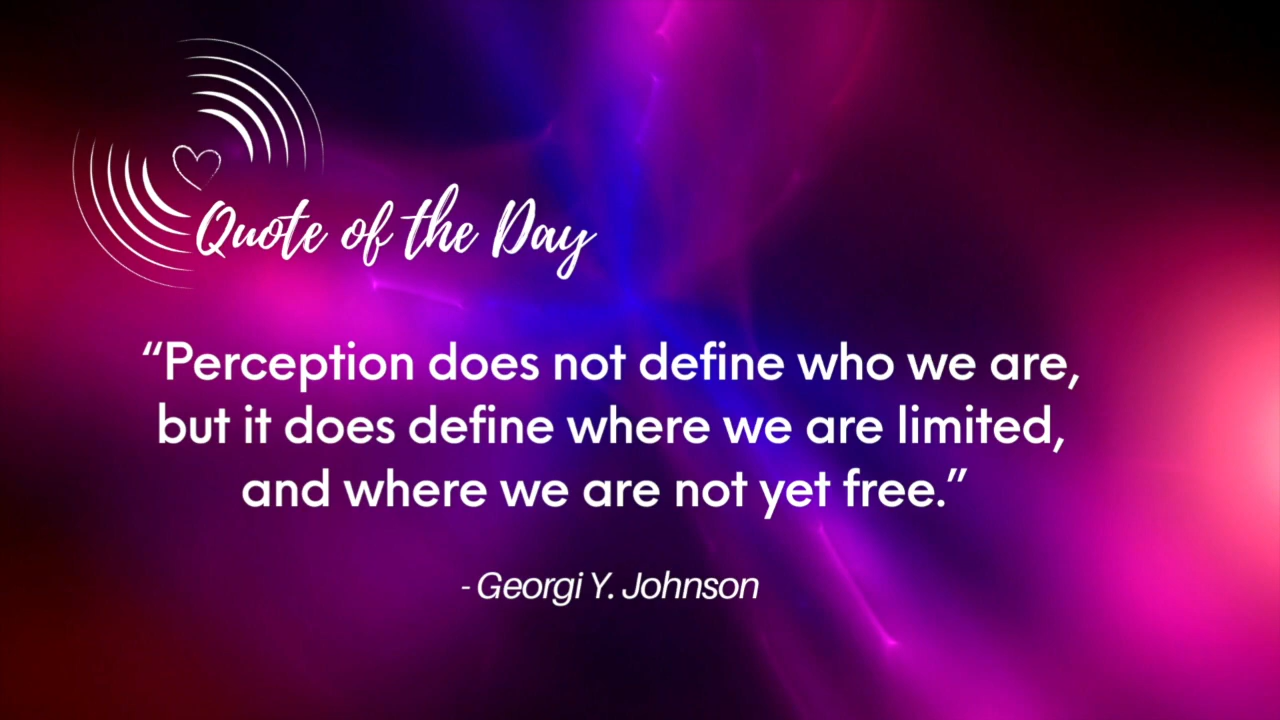 Quote of the Day
“Perception does not define who we are,
but it does define where we are limited,
and where we are not yet free.”
- Georgi Y. Johnson